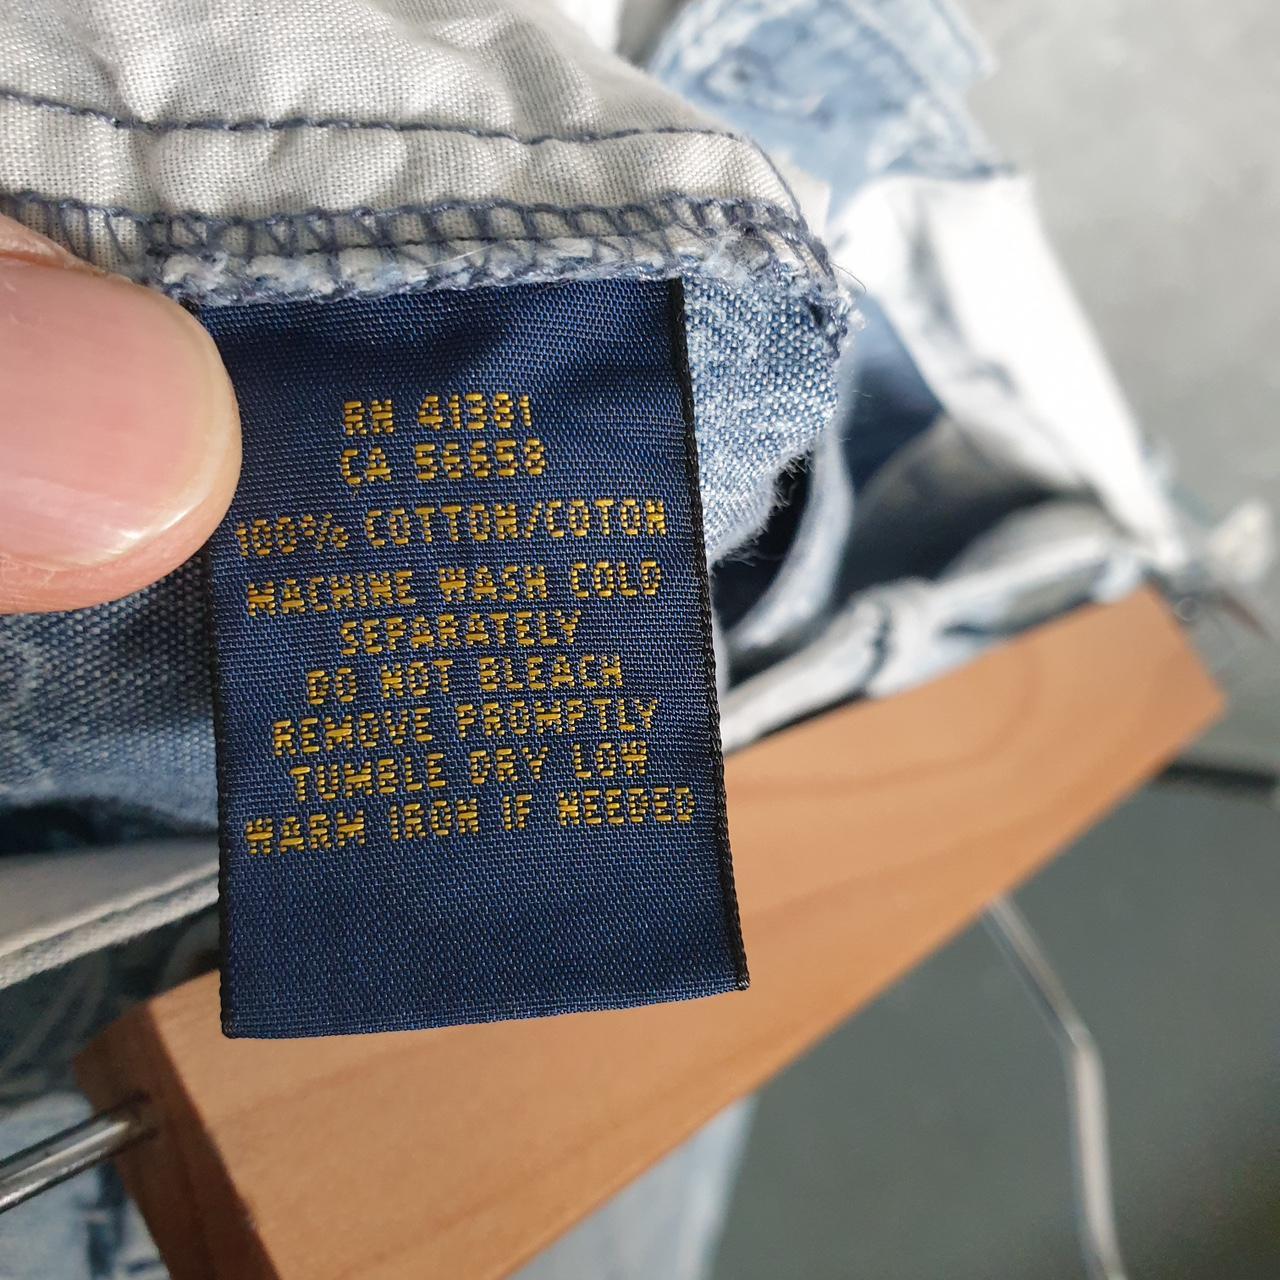 RN 41381
CA 56658
100% COTTON/COTON
MACHINE WASH COLD
SEPARATELY
DO NOT BLEACH
REMOVE PROMPTLY
TUMBLE DRY LOW
WARM IRON IF NEEDED